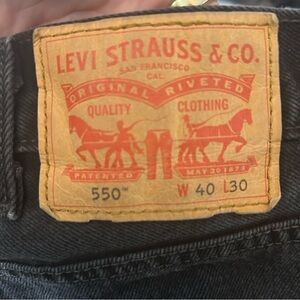 LEVI STRAUSS & CO.
SAN FRANCISCO
CAL.
ORIGINAL RIVETED
QUALITY CLOTHING
PATENTED MAY 20 1873
550™ W 40 L30